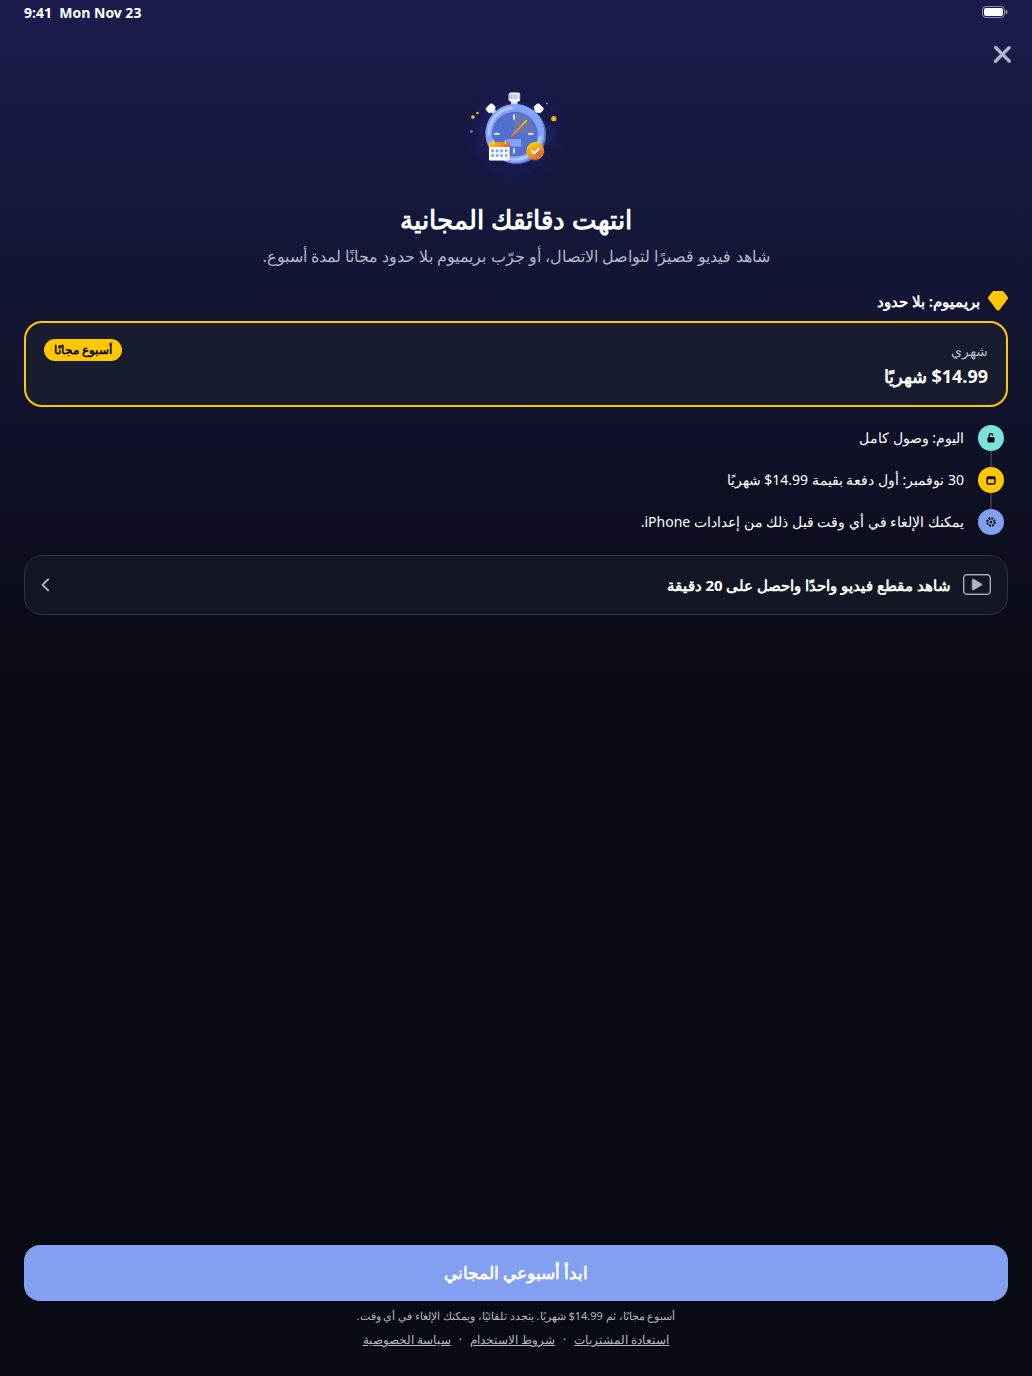 9:41 Mon Nov 23
انتهت دقائقك المجانية
شاهد فيديو قصيرًا لتواصل الاتصال، أو جرّب بريميوم بلا حدود مجانًا لمدة أسبوع.
بريميوم: بلا حدود
شهري
أسبوع مجانًا
$14.99 شهريًا
اليوم: وصول كامل
30 نوفمبر: أول دفعة بقيمة $14.99 شهريًا
يمكنك الإلغاء في أي وقت قبل ذلك من إعدادات iPhone.
شاهد مقطع فيديو واحدًا واحصل على 20 دقيقة
ابدأ أسبوعي المجاني
أسبوع مجانًا، ثم $14.99 شهريًا. يتجدد تلقائيًا، ويمكنك الإلغاء في أي وقت.
استعادة المشتريات · شروط الاستخدام · سياسة الخصوصية